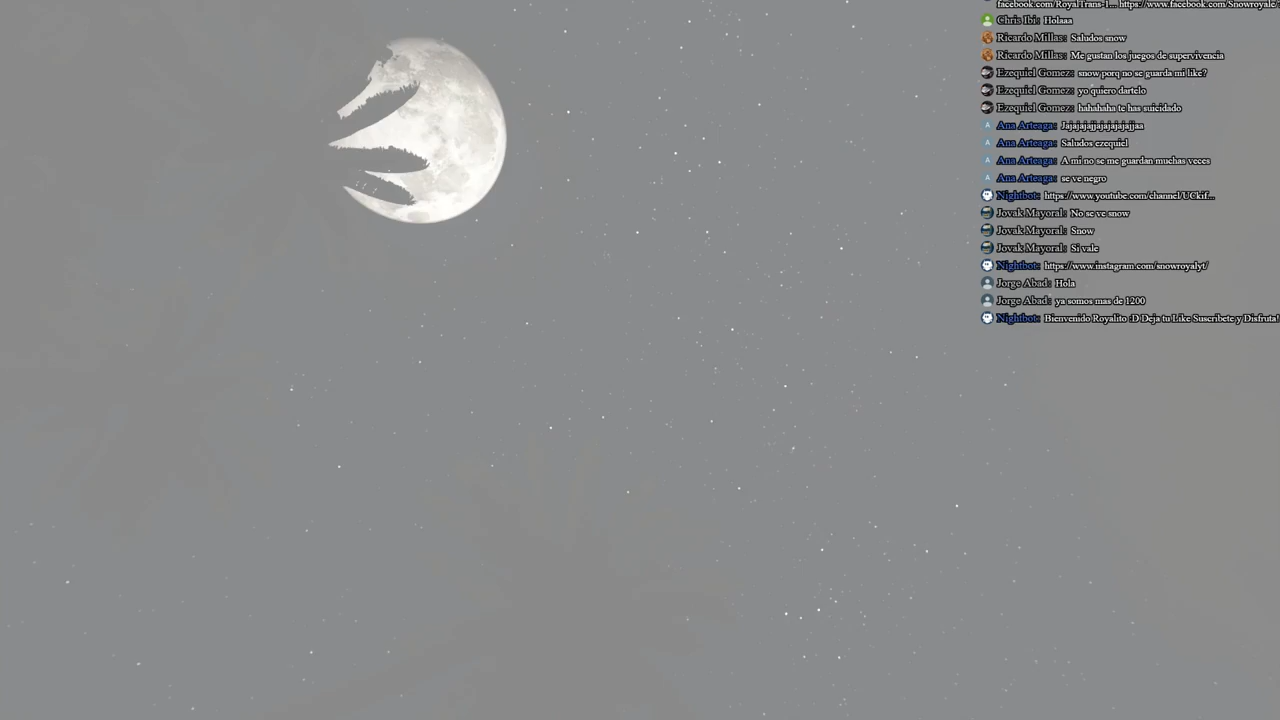 facebook.com/RoyalTrans-1... https://www.facebook.com/Snowroyale/
Chris Ibi: Holaaa
Ricardo Millas: Saludos snow
Ricardo Millas: Me gustan los juegos de supervivencia
Ezequiel Gomez: snow porq no se guarda mi like?
Ezequiel Gomez: yo quiero dartelo
Ezequiel Gomez: hahahaha te has suicidado
Ana Arteaga: Jajajajajjajajajajajjaa
Ana Arteaga: Saludos ezequiel
Ana Arteaga: A mi no se me guardan muchas veces
Ana Arteaga: se ve negro
Nightbot: https://www.youtube.com/channel/UCkif...
Jovak Mayoral: No se ve snow
Jovak Mayoral: Snow
Jovak Mayoral: Si vale
Nightbot: https://www.instagram.com/snowroyalyt/
Jorge Abad: Hola
Jorge Abad: ya somos mas de 1200
Nightbot: Bienvenido Royalito :D Deja tu Like Suscribete y Disfruta!